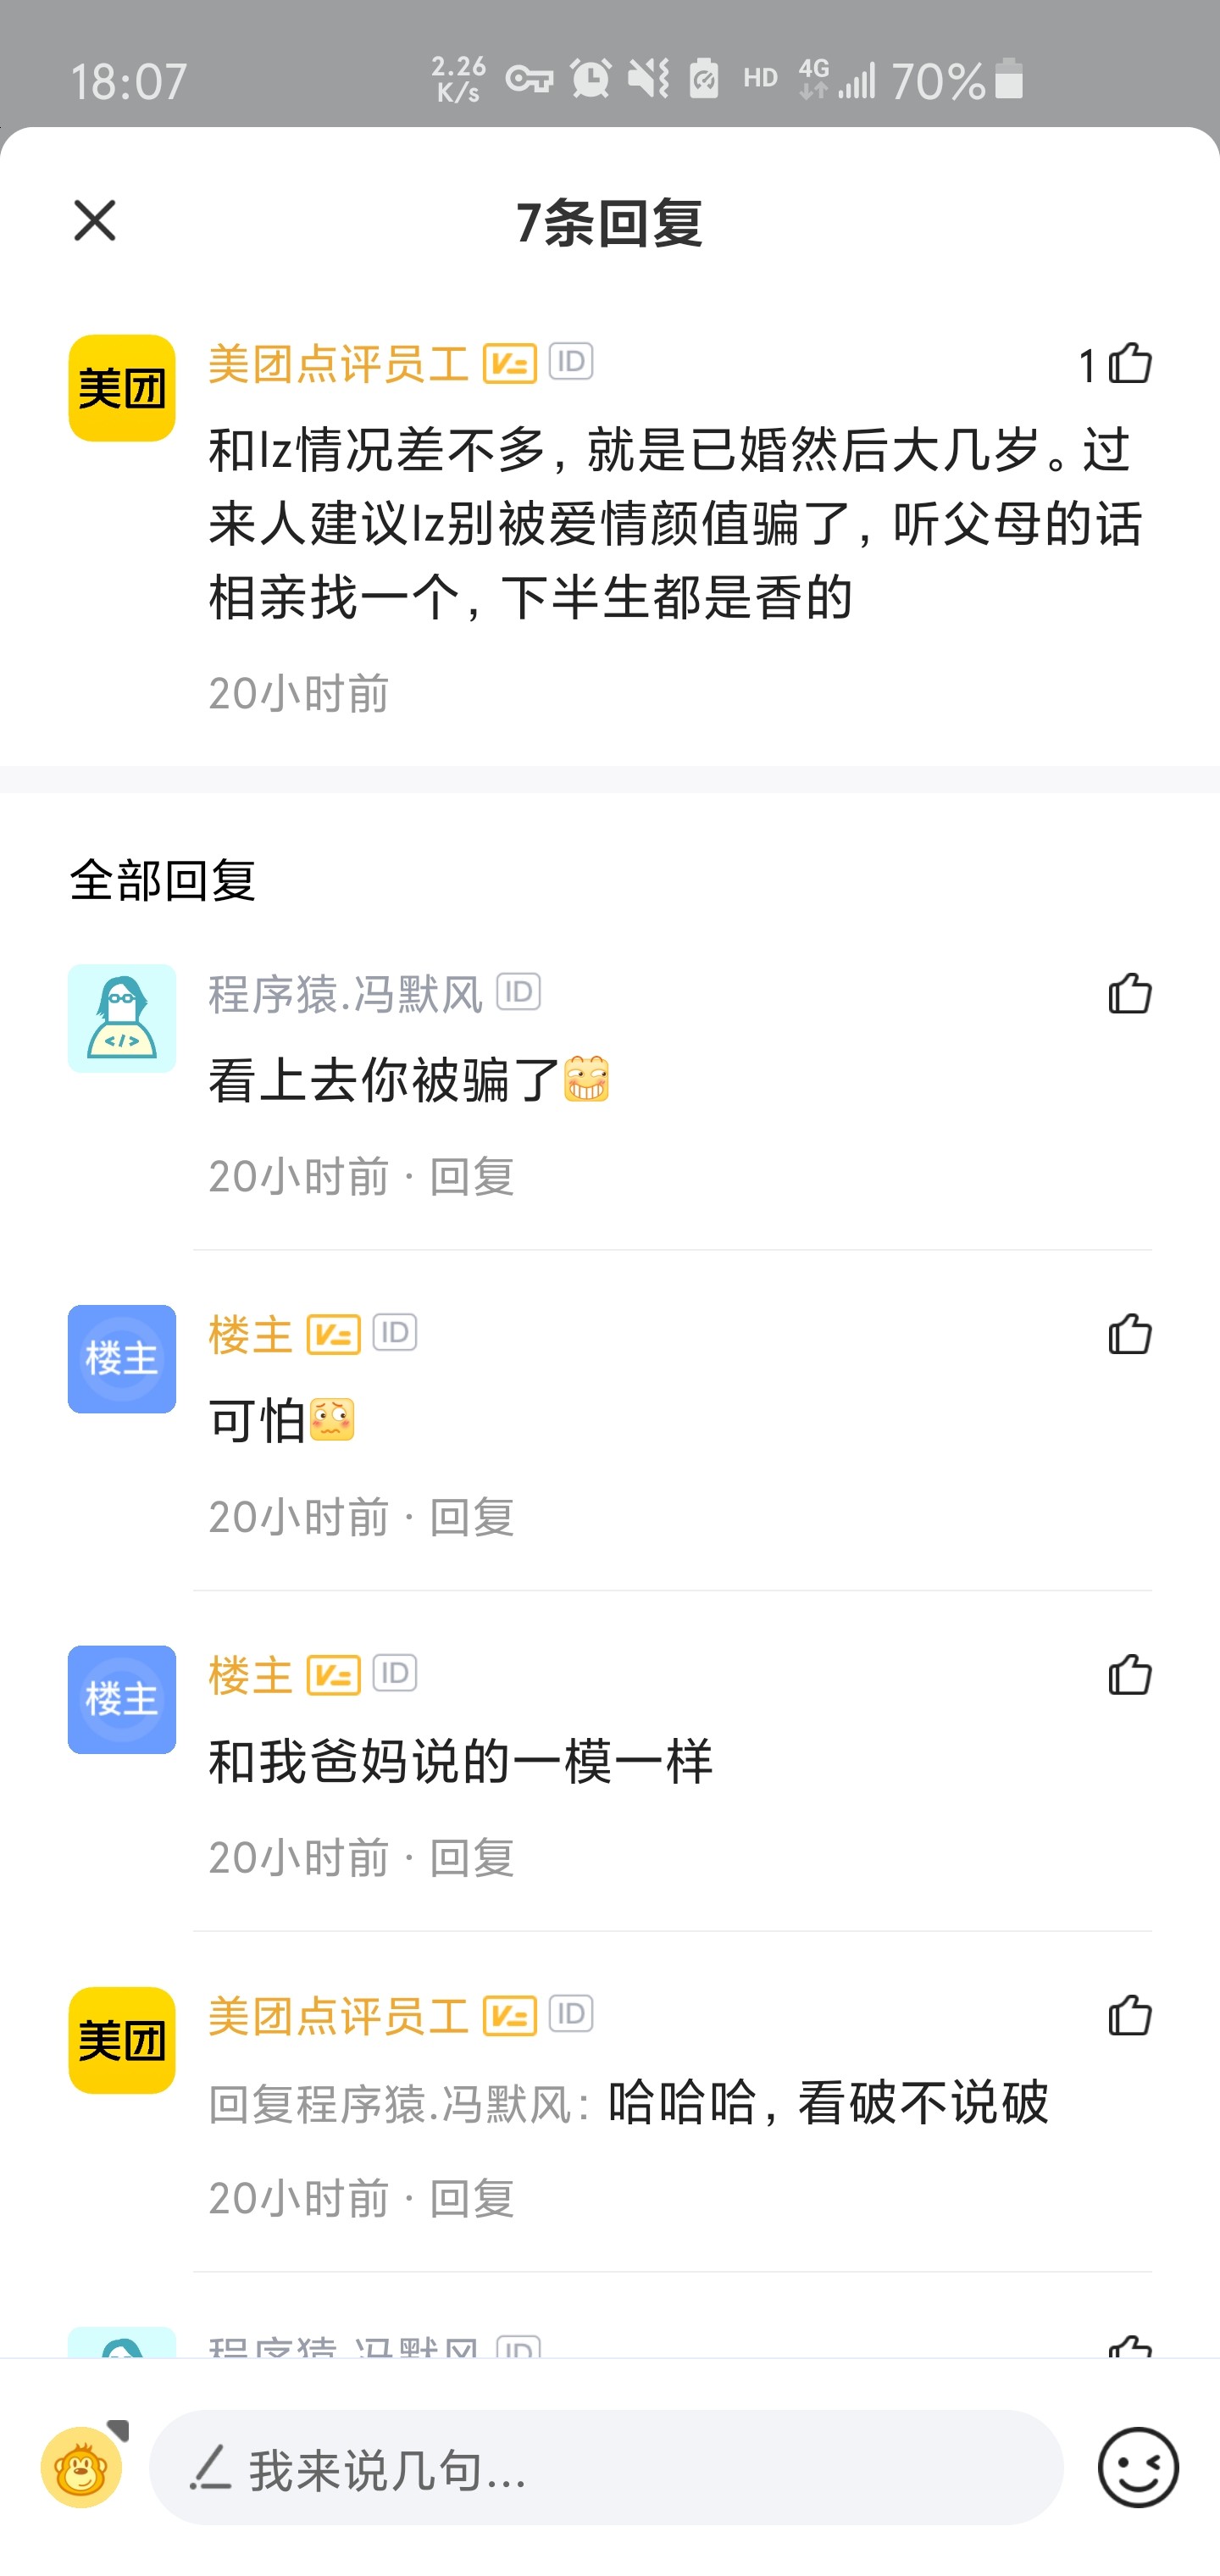 18:07 2.26 K/s HD 4G 70%
7条回复
美团 美团点评员工 V ID 1
和lz情况差不多，就是已婚然后大几岁。过
来人建议lz别被爱情颜值骗了，听父母的话
相亲找一个，下半生都是香的
20小时前
全部回复
程序猿.冯默风 ID
</>
看上去你被骗了
20小时前 · 回复
楼主 楼主 V ID
可怕
20小时前 · 回复
楼主 楼主 V ID
和我爸妈说的一模一样
20小时前 · 回复
美团 美团点评员工 V ID
回复程序猿.冯默风：哈哈哈，看破不说破
20小时前 · 回复
程序猿.冯默风 ID
我来说几句...